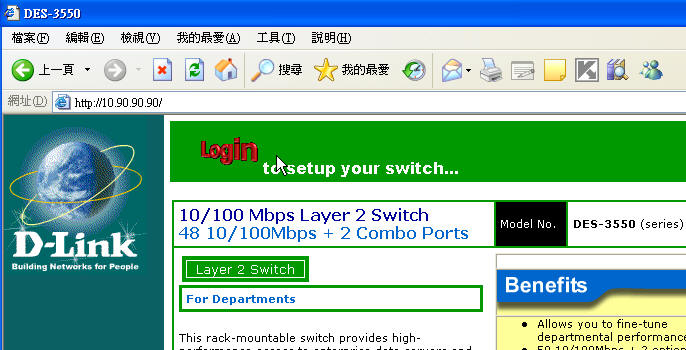 DES-3550
檔案(F) 編輯(E) 檢視(V) 我的最愛(A) 工具(T) 說明(H)
上一頁 搜尋 我的最愛
網址(D) http://10.90.90.90/
Login
to setup your switch...
D-Link
Building Networks for People
10/100 Mbps Layer 2 Switch
48 10/100Mbps + 2 Combo Ports
Model No. DES-3550 (series)
Layer 2 Switch
For Departments
This rack-mountable switch provides high-
Benefits
Allows you to fine-tune
departmental performance